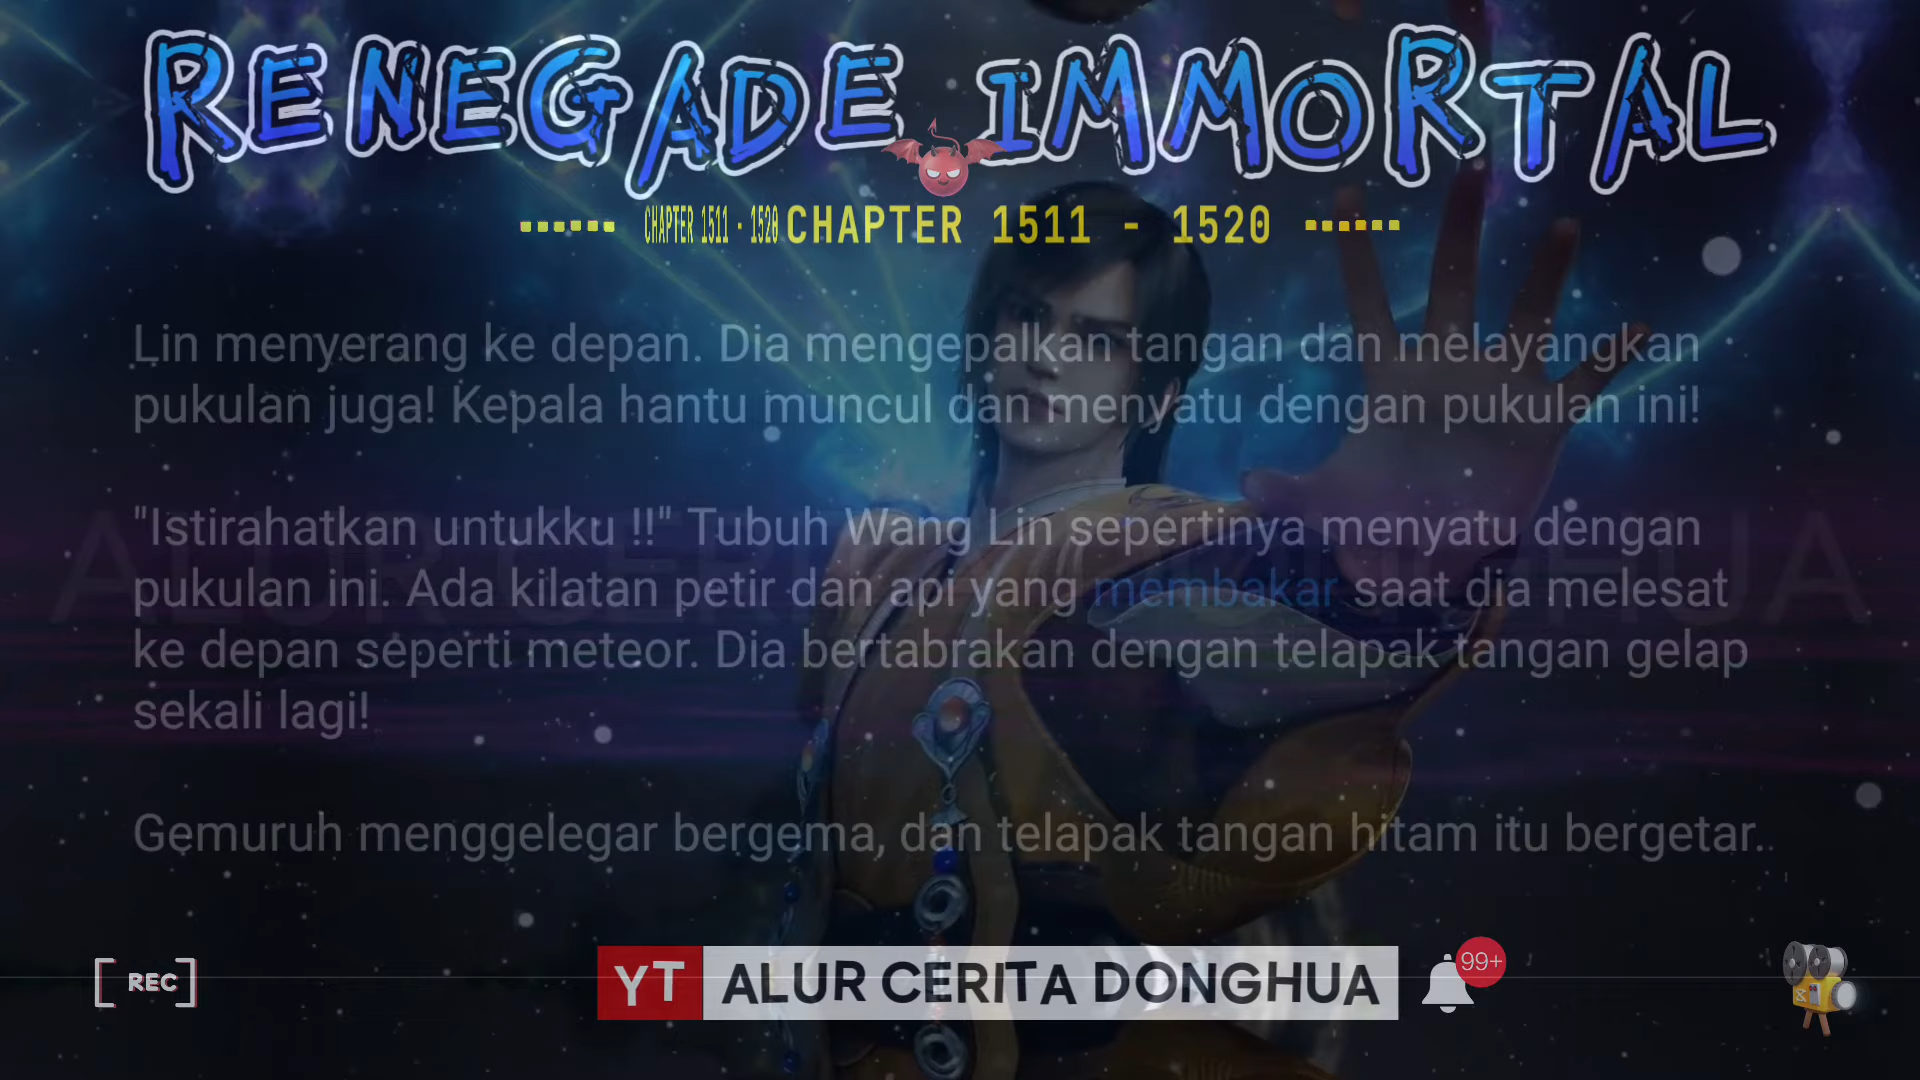 RENEGADE IMMORTAL
CHAPTER 1511 - 1520 CHAPTER 1511 - 1520
Lin menyerang ke depan. Dia mengepalkan tangan dan melayangkan
pukulan juga! Kepala hantu muncul dan menyatu dengan pukulan ini!
"Istirahatkan untukku !!" Tubuh Wang Lin sepertinya menyatu dengan
pukulan ini. Ada kilatan petir dan api yang membakar saat dia melesat
ke depan seperti meteor. Dia bertabrakan dengan telapak tangan gelap
sekali lagi!
Gemuruh menggelegar bergema, dan telapak tangan hitam itu bergetar..
ALUR CERITA DONGHUA
[ REC ]
YT ALUR CERITA DONGHUA
99+